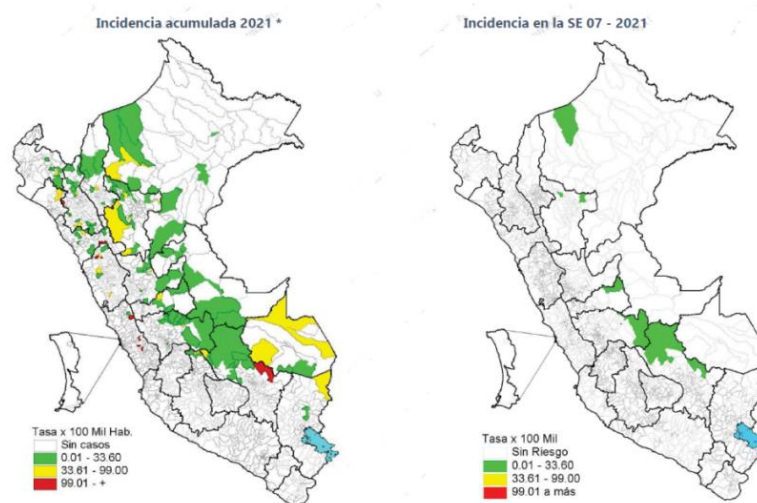 Incidencia acumulada 2021 *
Incidencia en la SE 07 - 2021
Tasa x 100 Mil Hab.
Sin casos
0.01 - 33.60
33.61 - 99.00
99.01 - +
Tasa x 100 Mil
Sin Riesgo
0.01 - 33.60
33.61 - 99.00
99.01 a más